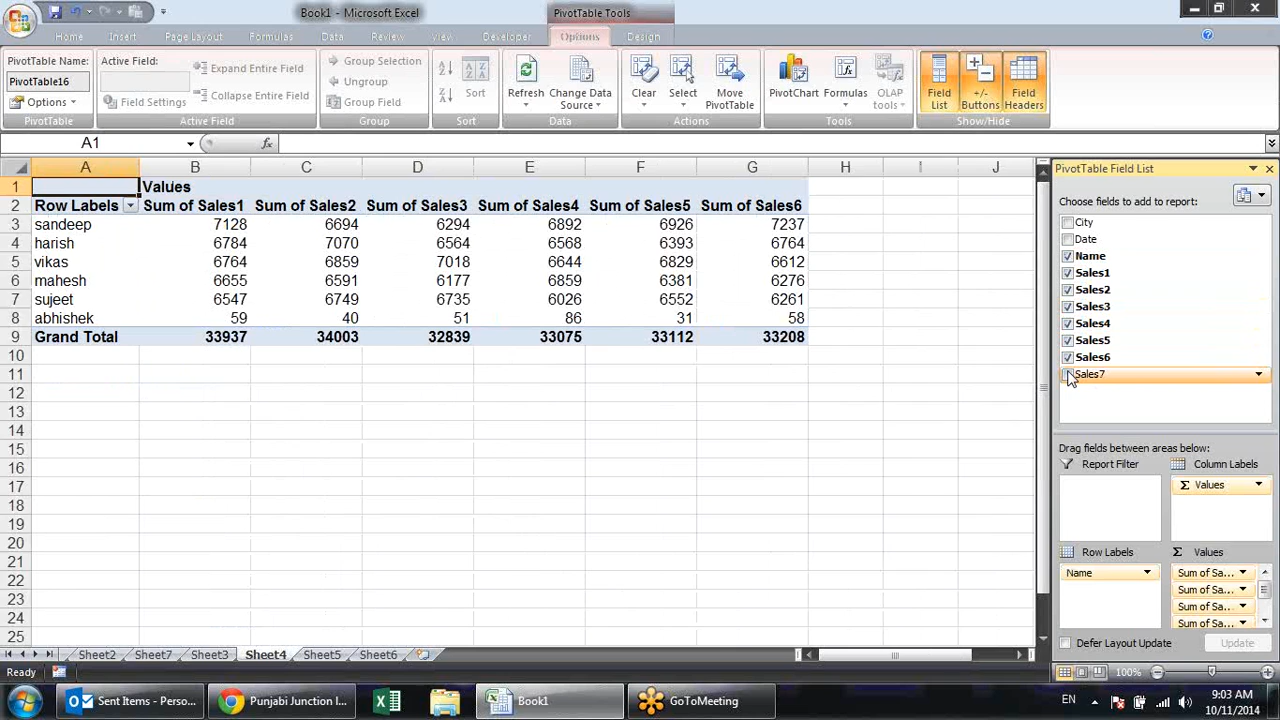 Book1 - Microsoft Excel
PivotTable Tools
Home Insert Page Layout Formulas Data Review View Developer Options Design
PivotTable Name:
PivotTable16
Options
PivotTable
Active Field:
Field Settings
Expand Entire Field
Collapse Entire Field
Active Field
Group Selection
Ungroup
Group Field
Group
Sort
Sort
Refresh
Change Data
Source
Data
Clear
Select
Move
PivotTable
Actions
PivotChart
Formulas
OLAP
tools
Tools
Field
List
+/-
Buttons
Field
Headers
Show/Hide
A1
fx
A B C D E F G H I J
1 Values
2 Row Labels Sum of Sales1 Sum of Sales2 Sum of Sales3 Sum of Sales4 Sum of Sales5 Sum of Sales6
3 sandeep 7128 6694 6294 6892 6926 7237
4 harish 6784 7070 6564 6568 6393 6764
5 vikas 6764 6859 7018 6644 6829 6612
6 mahesh 6655 6591 6177 6859 6381 6276
7 sujeet 6547 6749 6735 6026 6552 6261
8 abhishek 59 40 51 86 31 58
9 Grand Total 33937 34003 32839 33075 33112 33208
10
11
12
13
14
15
16
17
18
19
20
21
22
23
24
25
PivotTable Field List
Choose fields to add to report:
City
Date
Name
Sales1
Sales2
Sales3
Sales4
Sales5
Sales6
Sales7
Drag fields between areas below:
Report Filter
Column Labels
Σ Values
Row Labels
Σ Values
Name
Sum of Sa...
Sum of Sa...
Sum of Sa...
Sum of Sa...
Defer Layout Update
Update
Sheet2 Sheet7 Sheet3 Sheet4 Sheet5 Sheet6
Ready
100%
Sent Items - Perso...
Punjabi Junction I...
Book1
GoToMeeting
EN
9:03 AM
10/11/2014